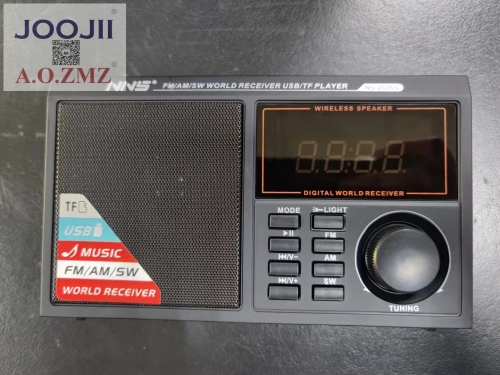 JOOJII
A.O.ZMZ
NNS
FM/AM/SW WORLD RECEIVER USB/TF PLAYER
WIRELESS SPEAKER
DIGITAL WORLD RECEIVER
TF
USB
MUSIC
FM/AM/SW
WORLD RECEIVER
MODE
LIGHT
FM
V−
AM
V+
SW
TUNING